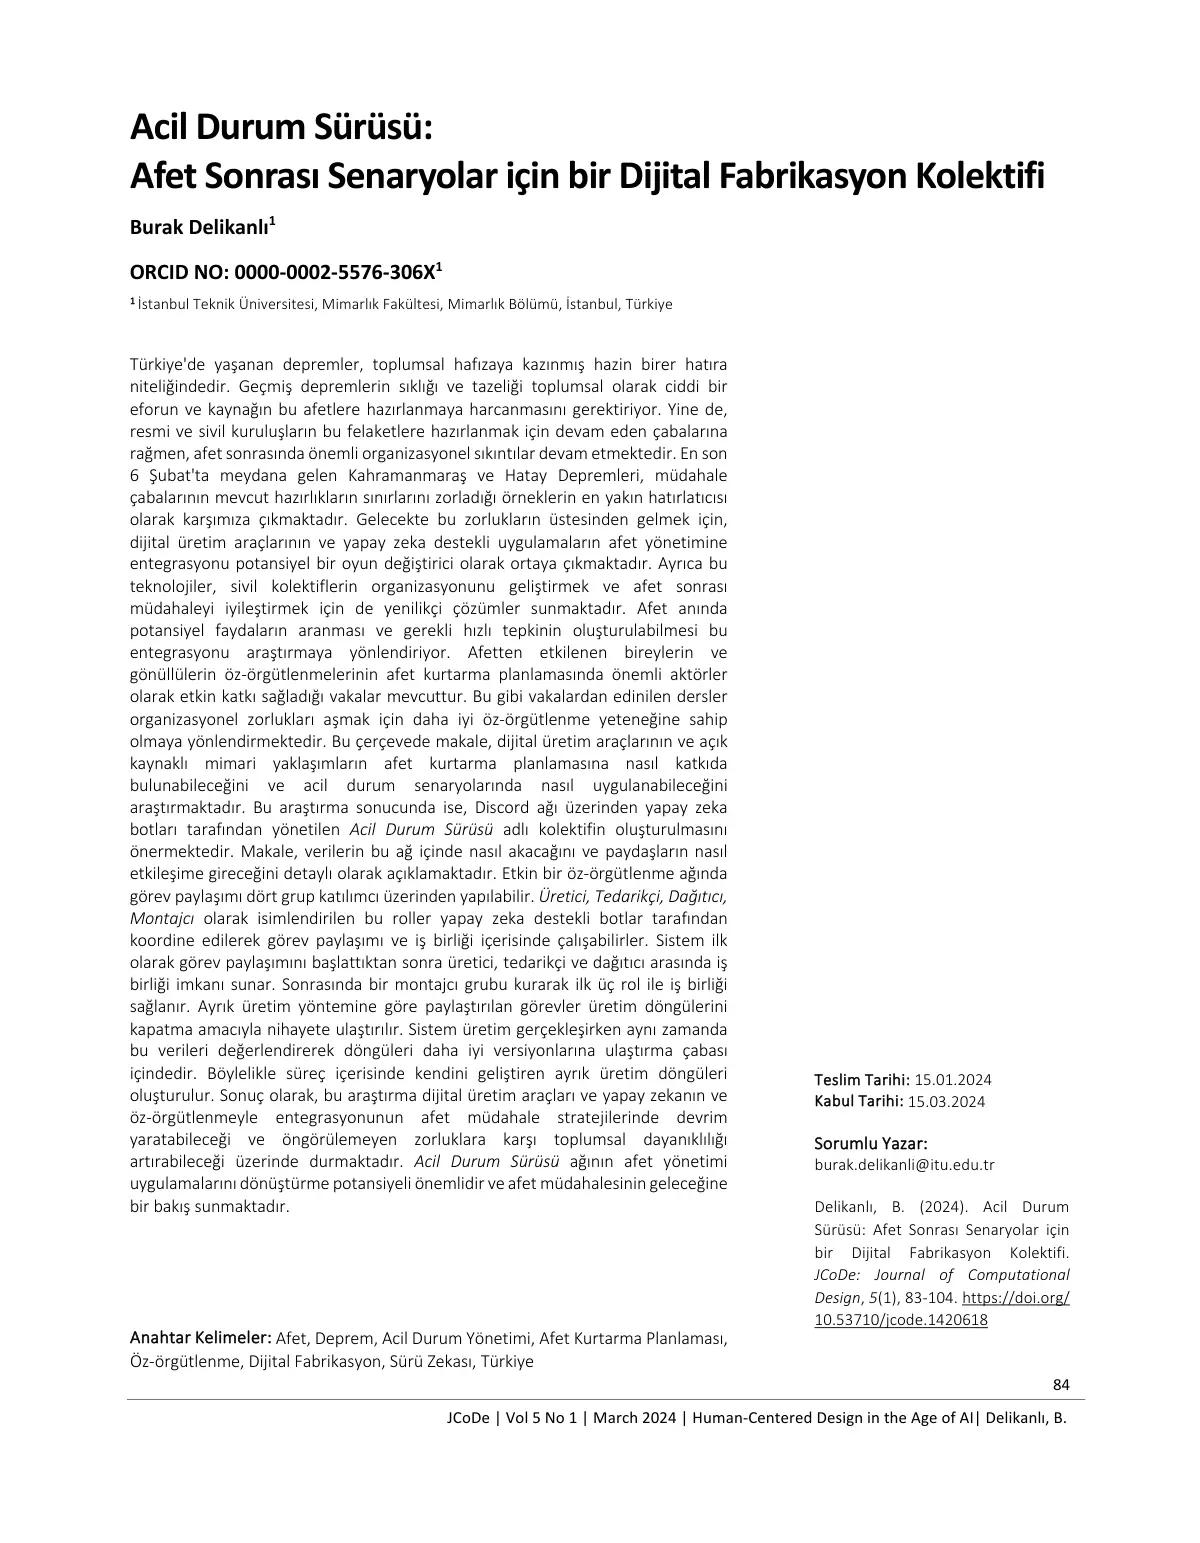 Acil Durum Sürüsü:
Afet Sonrası Senaryolar için bir Dijital Fabrikasyon Kolektifi
Burak Delikanlı¹
ORCID NO: 0000-0002-5576-306X¹
¹ İstanbul Teknik Üniversitesi, Mimarlık Fakültesi, Mimarlık Bölümü, İstanbul, Türkiye
Türkiye'de yaşanan depremler, toplumsal hafızaya kazınmış hazin birer hatıra
niteliğindedir. Geçmiş depremlerin sıklığı ve tazeliği toplumsal olarak ciddi bir
eforun ve kaynağın bu afetlere hazırlanmaya harcanmasını gerektiriyor. Yine de,
resmi ve sivil kuruluşların bu felaketlere hazırlanmak için devam eden çabalarına
rağmen, afet sonrasında önemli organizasyonel sıkıntılar devam etmektedir. En son
6 Şubat'ta meydana gelen Kahramanmaraş ve Hatay Depremleri, müdahale
çabalarının mevcut hazırlıkların sınırlarını zorladığı örneklerin en yakın hatırlatıcısı
olarak karşımıza çıkmaktadır. Gelecekte bu zorlukların üstesinden gelmek için,
dijital üretim araçlarının ve yapay zeka destekli uygulamaların afet yönetimine
entegrasyonu potansiyel bir oyun değiştirici olarak ortaya çıkmaktadır. Ayrıca bu
teknolojiler, sivil kolektiflerin organizasyonunu geliştirmek ve afet sonrası
müdahaleyi iyileştirmek için de yenilikçi çözümler sunmaktadır. Afet anında
potansiyel faydaların aranması ve gerekli hızlı tepkinin oluşturulabilmesi bu
entegrasyonu araştırmaya yönlendiriyor. Afetten etkilenen bireylerin ve
gönüllülerin öz-örgütlenmelerinin afet kurtarma planlamasında önemli aktörler
olarak etkin katkı sağladığı vakalar mevcuttur. Bu gibi vakalardan edinilen dersler
organizasyonel zorlukları aşmak için daha iyi öz-örgütlenme yeteneğine sahip
olmaya yönlendirmektedir. Bu çerçevede makale, dijital üretim araçlarının ve açık
kaynaklı mimari yaklaşımların afet kurtarma planlamasına nasıl katkıda
bulunabileceğini ve acil durum senaryolarında nasıl uygulanabileceğini
araştırmaktadır. Bu araştırma sonucunda ise, Discord ağı üzerinden yapay zeka
botları tarafından yönetilen Acil Durum Sürüsü adlı kolektifin oluşturulmasını
önermektedir. Makale, verilerin bu ağ içinde nasıl akacağını ve paydaşların nasıl
etkileşime gireceğini detaylı olarak açıklamaktadır. Etkin bir öz-örgütlenme ağında
görev paylaşımı dört grup katılımcı üzerinden yapılabilir. Üretici, Tedarikçi, Dağıtıcı,
Montajcı olarak isimlendirilen bu roller yapay zeka destekli botlar tarafından
koordine edilerek görev paylaşımı ve iş birliği içerisinde çalışabilirler. Sistem ilk
olarak görev paylaşımını başlattıktan sonra üretici, tedarikçi ve dağıtıcı arasında iş
birliği imkanı sunar. Sonrasında bir montajcı grubu kurarak ilk üç rol ile iş birliği
sağlanır. Ayrık üretim yöntemine göre paylaştırılan görevler üretim döngülerini
kapatma amacıyla nihayete ulaştırılır. Sistem üretim gerçekleşirken aynı zamanda
bu verileri değerlendirerek döngüleri daha iyi versiyonlarına ulaştırma çabası
içindedir. Böylelikle süreç içerisinde kendini geliştiren ayrık üretim döngüleri
oluşturulur. Sonuç olarak, bu araştırma dijital üretim araçları ve yapay zekanın ve
öz-örgütlenmeyle entegrasyonunun afet müdahale stratejilerinde devrim
yaratabileceği ve öngörülemeyen zorluklara karşı toplumsal dayanıklılığı
artırabileceği üzerinde durmaktadır. Acil Durum Sürüsü ağının afet yönetimi
uygulamalarını dönüştürme potansiyeli önemlidir ve afet müdahalesinin geleceğine
bir bakış sunmaktadır.
Teslim Tarihi: 15.01.2024
Kabul Tarihi: 15.03.2024
Sorumlu Yazar:
burak.delikanli@itu.edu.tr
Delikanlı, B. (2024). Acil Durum
Sürüsü: Afet Sonrası Senaryolar için
bir Dijital Fabrikasyon Kolektifi.
JCoDe: Journal of Computational
Design, 5(1), 83-104. https://doi.org/
10.53710/jcode.1420618
Anahtar Kelimeler: Afet, Deprem, Acil Durum Yönetimi, Afet Kurtarma Planlaması,
Öz-örgütlenme, Dijital Fabrikasyon, Sürü Zekası, Türkiye
84
JCoDe | Vol 5 No 1 | March 2024 | Human-Centered Design in the Age of AI| Delikanlı, B.